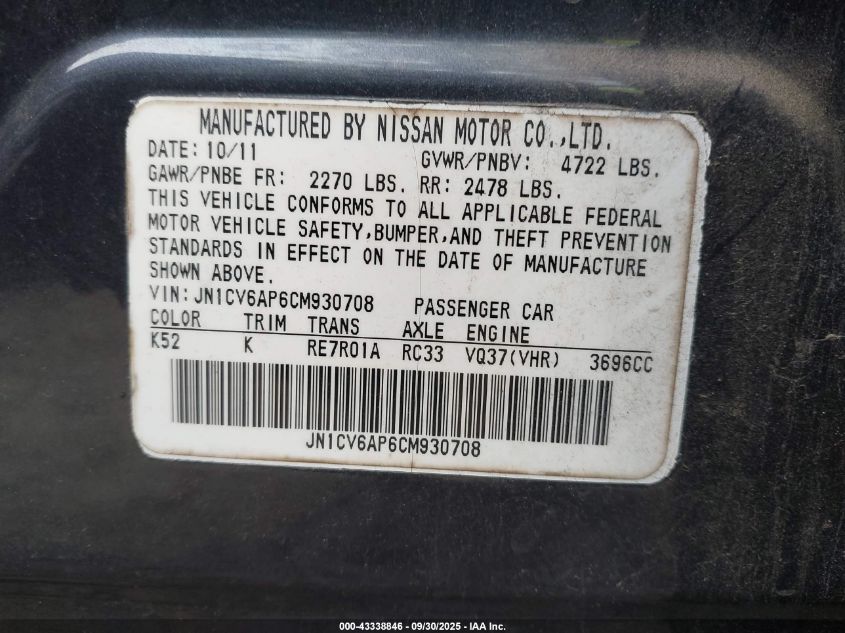 MANUFACTURED BY NISSAN MOTOR CO.,LTD.
DATE: 10/11 GVWR/PNBV: 4722 LBS.
GAWR/PNBE FR: 2270 LBS. RR: 2478 LBS.
THIS VEHICLE CONFORMS TO ALL APPLICABLE FEDERAL
MOTOR VEHICLE SAFETY,BUMPER,AND THEFT PREVENTION
STANDARDS IN EFFECT ON THE DATE OF MANUFACTURE
SHOWN ABOVE.
VIN: JN1CV6AP6CM930708 PASSENGER CAR
COLOR TRIM TRANS AXLE ENGINE
K52 K RE7R01A RC33 VQ37(VHR) 3696CC
JN1CV6AP6CM930708
000-43338846 - 09/30/2025 - IAA Inc.